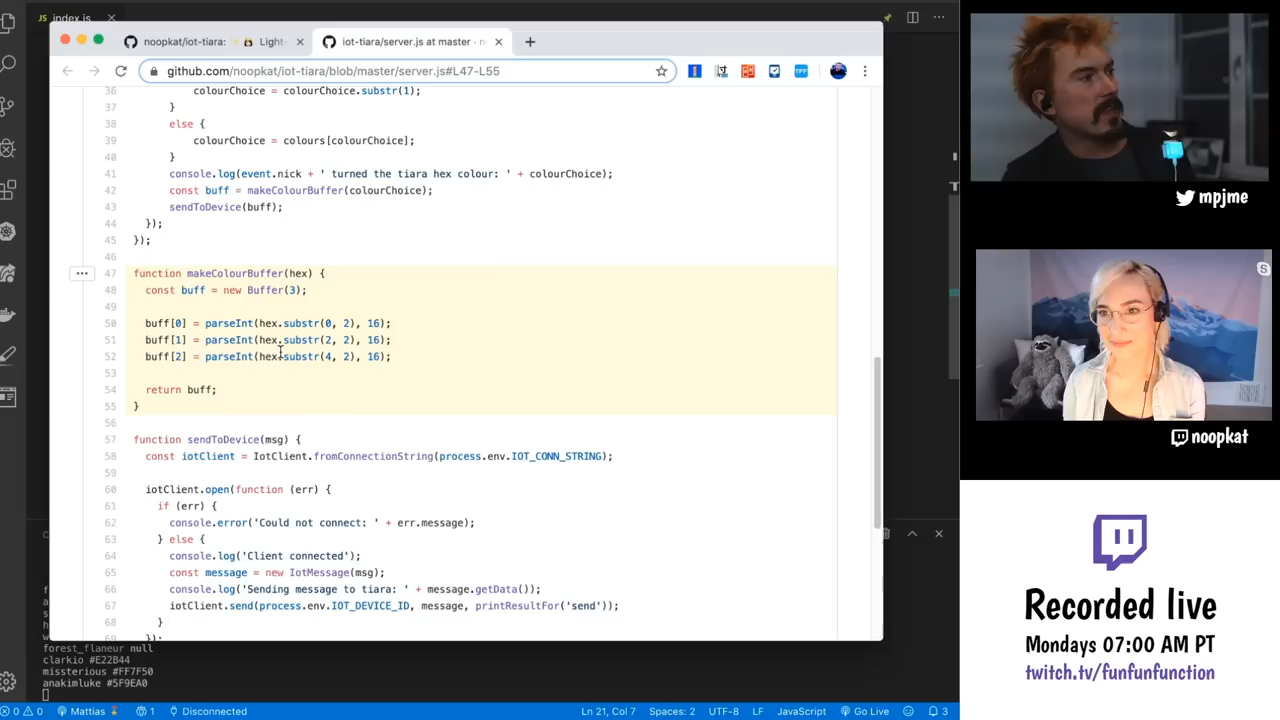 JS index.js
noopkat/iot-tiara: ✨ 👸 Light
iot-tiara/server.js at master · n
github.com/noopkat/iot-tiara/blob/master/server.js#L47-L55
36 colourChoice = colourChoice.substr(1);
37 }
38 else {
39 colourChoice = colours[colourChoice];
40 }
41 console.log(event.nick + ' turned the tiara hex colour: ' + colourChoice);
42 const buff = makeColourBuffer(colourChoice);
43 sendToDevice(buff);
44 });
45 });
46
47 function makeColourBuffer(hex) {
48 const buff = new Buffer(3);
49
50 buff[0] = parseInt(hex.substr(0, 2), 16);
51 buff[1] = parseInt(hex.substr(2, 2), 16);
52 buff[2] = parseInt(hex.substr(4, 2), 16);
53
54 return buff;
55 }
56
57 function sendToDevice(msg) {
58 const iotClient = IotClient.fromConnectionString(process.env.IOT_CONN_STRING);
59
60 iotClient.open(function (err) {
61 if (err) {
62 console.error('Could not connect: ' + err.message);
63 } else {
64 console.log('Client connected');
65 const message = new IotMessage(msg);
66 console.log('Sending message to tiara: ' + message.getData());
67 iotClient.send(process.env.IOT_DEVICE_ID, message, printResultFor('send'));
68 }
69 });
forest_flaneur null
clarkio #E22B44
missterious #FF7F50
anakimluke #5F9EA0
0 0 Mattias 1 Disconnected
Ln 21, Col 7 Spaces: 2 UTF-8 LF JavaScript Go Live 3
mpjme
noopkat
Recorded live
Mondays 07:00 AM PT
twitch.tv/funfunfunction